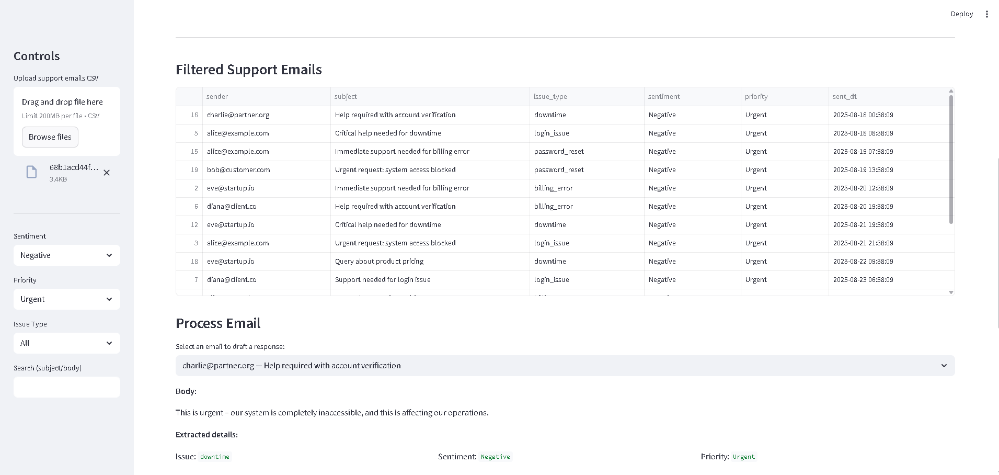 Deploy
Controls
Upload support emails CSV
Drag and drop file here
Limit 200MB per file • CSV
Browse files
68b1acd44f...
3.4KB
Sentiment
Negative
Priority
Urgent
Issue Type
All
Search (subject/body)
Filtered Support Emails
sender subject issue_type sentiment priority sent_dt
16 charlie@partner.org Help required with account verification downtime Negative Urgent 2025-08-18 00:58:09
5 alice@example.com Critical help needed for downtime login_issue Negative Urgent 2025-08-18 08:58:09
15 alice@example.com Immediate support needed for billing error password_reset Negative Urgent 2025-08-19 07:58:09
19 bob@customer.com Urgent request: system access blocked password_reset Negative Urgent 2025-08-19 13:58:09
2 eve@startup.io Immediate support needed for billing error billing_error Negative Urgent 2025-08-20 12:58:09
6 diana@client.co Help required with account verification billing_error Negative Urgent 2025-08-20 19:58:09
12 eve@startup.io Critical help needed for downtime downtime Negative Urgent 2025-08-21 19:58:09
3 alice@example.com Urgent request: system access blocked login_issue Negative Urgent 2025-08-21 21:58:09
18 eve@startup.io Query about product pricing downtime Negative Urgent 2025-08-22 09:58:09
7 diana@client.co Support needed for login issue login_issue Negative Urgent 2025-08-23 06:58:09
Process Email
Select an email to draft a response:
charlie@partner.org — Help required with account verification
Body:
This is urgent – our system is completely inaccessible, and this is affecting our operations.
Extracted details:
Issue: downtime Sentiment: Negative Priority: Urgent